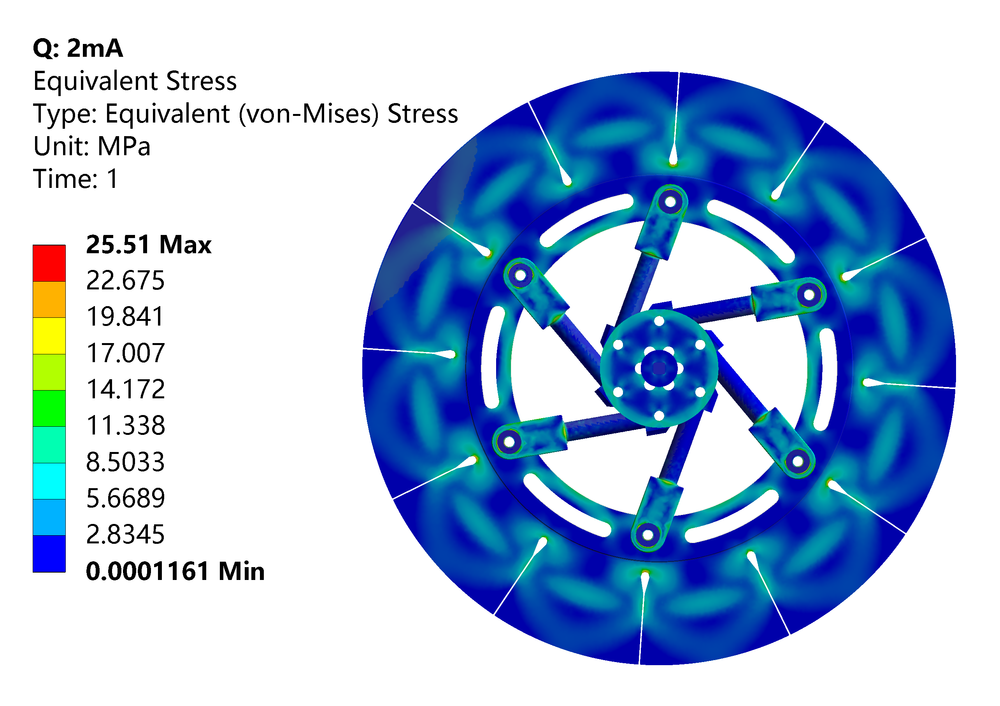 Q: 2mA
Equivalent Stress
Type: Equivalent (von-Mises) Stress
Unit: MPa
Time: 1
25.51 Max
22.675
19.841
17.007
14.172
11.338
8.5033
5.6689
2.8345
0.0001161 Min